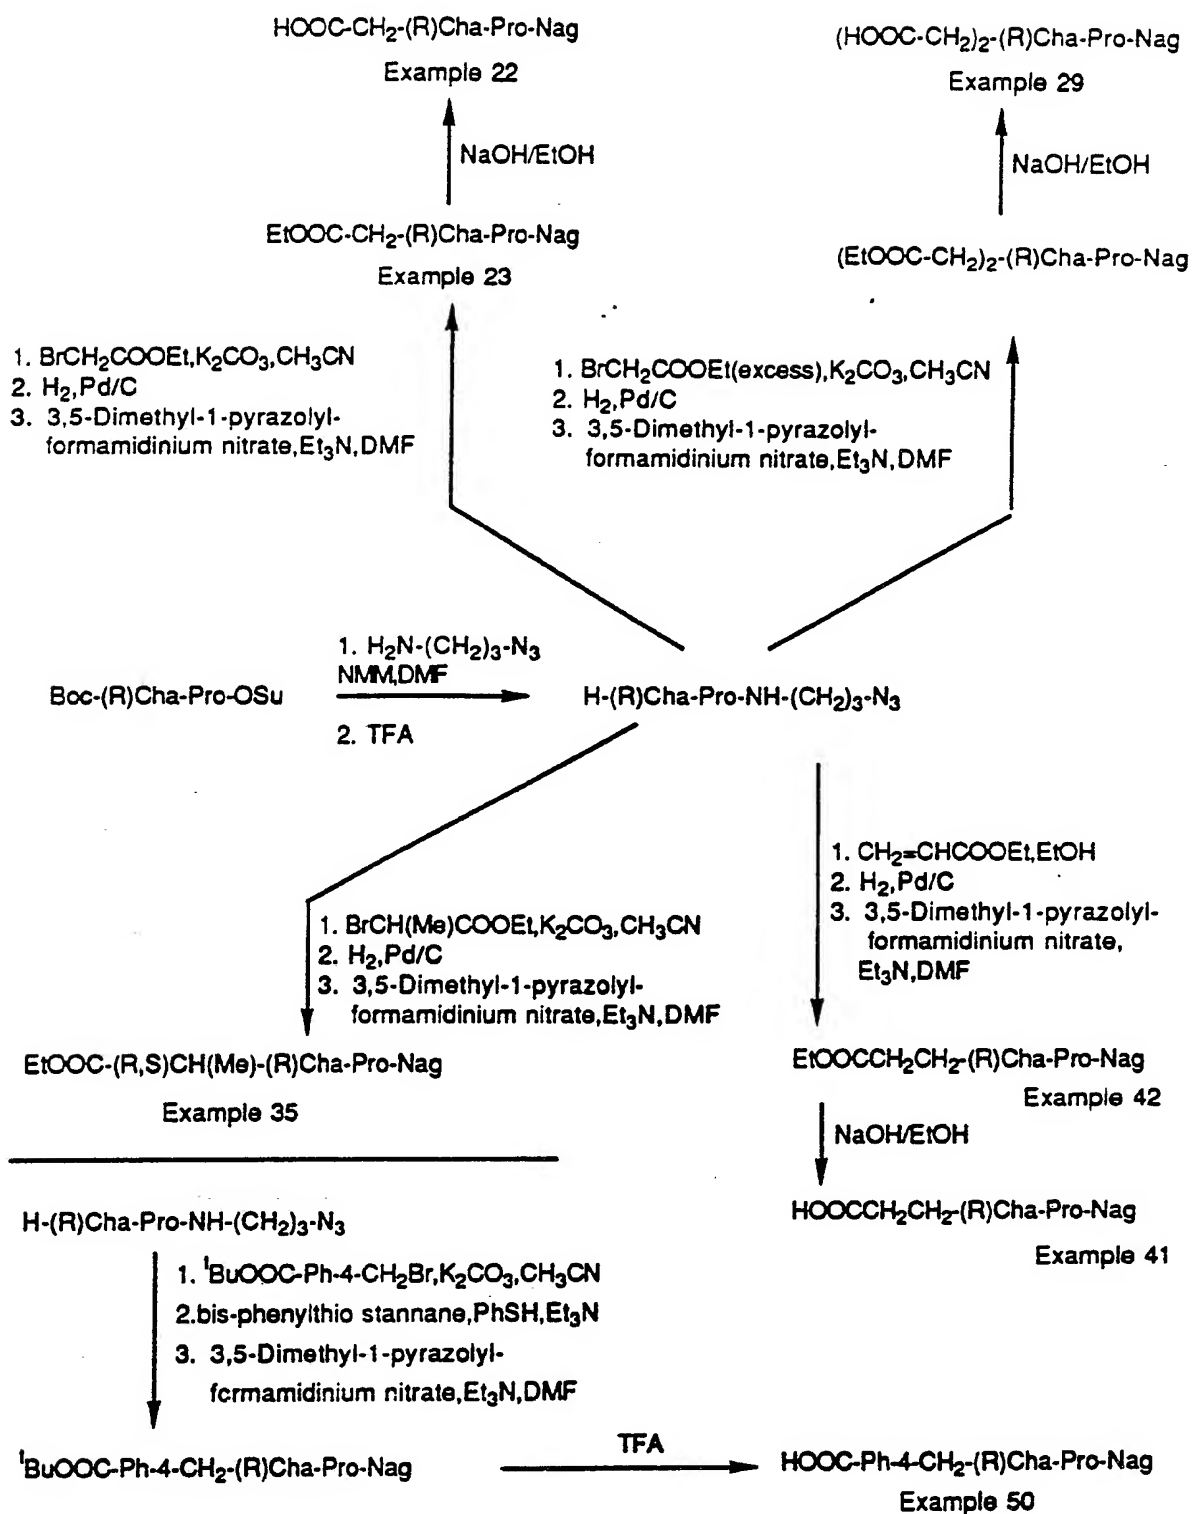 HOOC-CH2-(R)Cha-Pro-Nag
Example 22
(HOOC-CH2)2-(R)Cha-Pro-Nag
Example 29
NaOH/EtOH
NaOH/EtOH
EtOOC-CH2-(R)Cha-Pro-Nag
Example 23
(EtOOC-CH2)2-(R)Cha-Pro-Nag
1. BrCH2COOEt,K2CO3,CH3CN
2. H2,Pd/C
3. 3,5-Dimethyl-1-pyrazolyl-
formamidinium nitrate,Et3N,DMF
1. BrCH2COOEt(excess),K2CO3,CH3CN
2. H2,Pd/C
3. 3,5-Dimethyl-1-pyrazolyl-
formamidinium nitrate,Et3N,DMF
Boc-(R)Cha-Pro-OSu
1. H2N-(CH2)3-N3
NMM,DMF
2. TFA
H-(R)Cha-Pro-NH-(CH2)3-N3
1. BrCH(Me)COOEt,K2CO3,CH3CN
2. H2,Pd/C
3. 3,5-Dimethyl-1-pyrazolyl-
formamidinium nitrate,Et3N,DMF
EtOOC-(R,S)CH(Me)-(R)Cha-Pro-Nag
Example 35
1. CH2=CHCOOEt,EtOH
2. H2,Pd/C
3. 3,5-Dimethyl-1-pyrazolyl-
formamidinium nitrate,
Et3N,DMF
EtOOCCH2CH2-(R)Cha-Pro-Nag
Example 42
NaOH/EtOH
HOOCCH2CH2-(R)Cha-Pro-Nag
Example 41
H-(R)Cha-Pro-NH-(CH2)3-N3
1. tBuOOC-Ph-4-CH2Br,K2CO3,CH3CN
2.bis-phenylthio stannane,PhSH,Et3N
3. 3,5-Dimethyl-1-pyrazolyl-
formamidinium nitrate,Et3N,DMF
tBuOOC-Ph-4-CH2-(R)Cha-Pro-Nag
TFA
HOOC-Ph-4-CH2-(R)Cha-Pro-Nag
Example 50